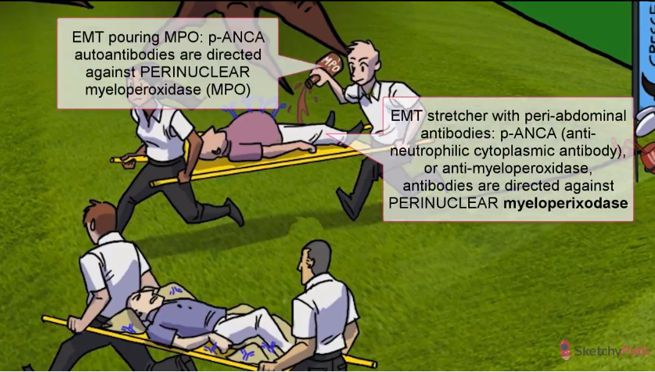 EMT pouring MPO: p-ANCA
autoantibodies are directed
against PERINUCLEAR
myeloperoxidase (MPO)
MPO
EMT stretcher with peri-abdominal
antibodies: p-ANCA (anti-
neutrophilic cytoplasmic antibody),
or anti-myeloperoxidase,
antibodies are directed against
PERINUCLEAR myeloperixodase